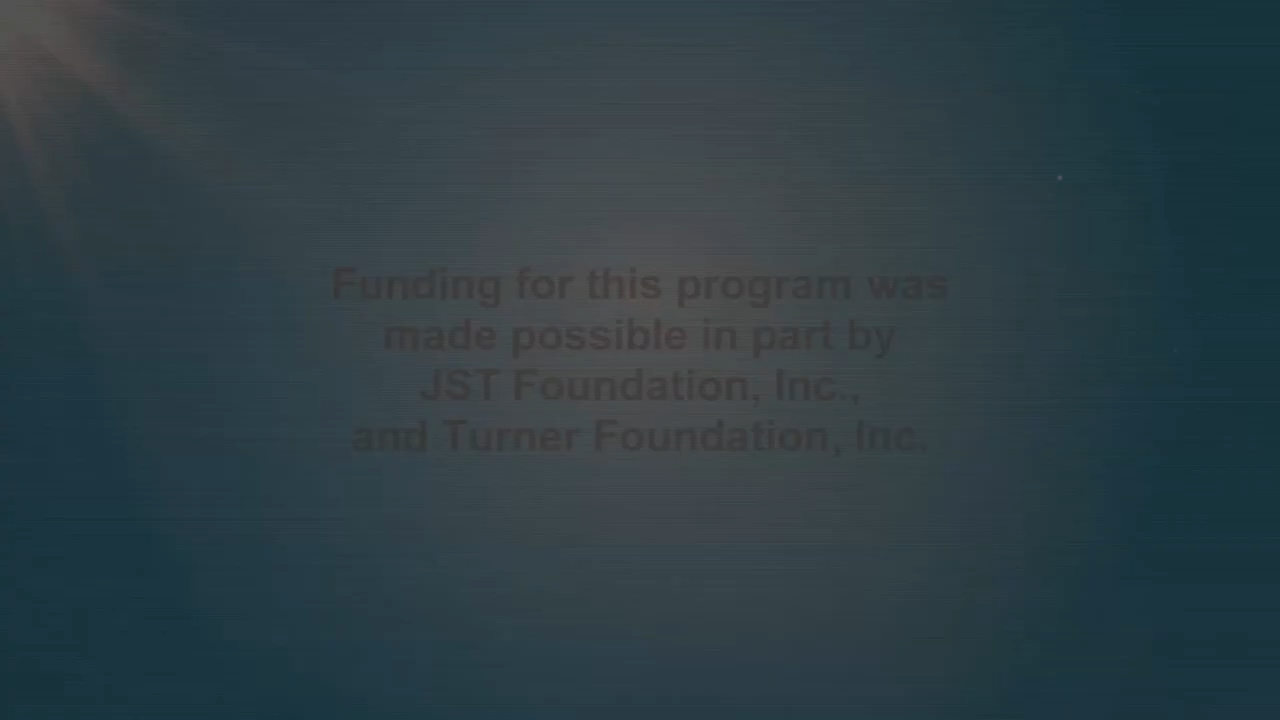 Funding for this program was
made possible in part by
JST Foundation, Inc.,
and Turner Foundation, Inc.